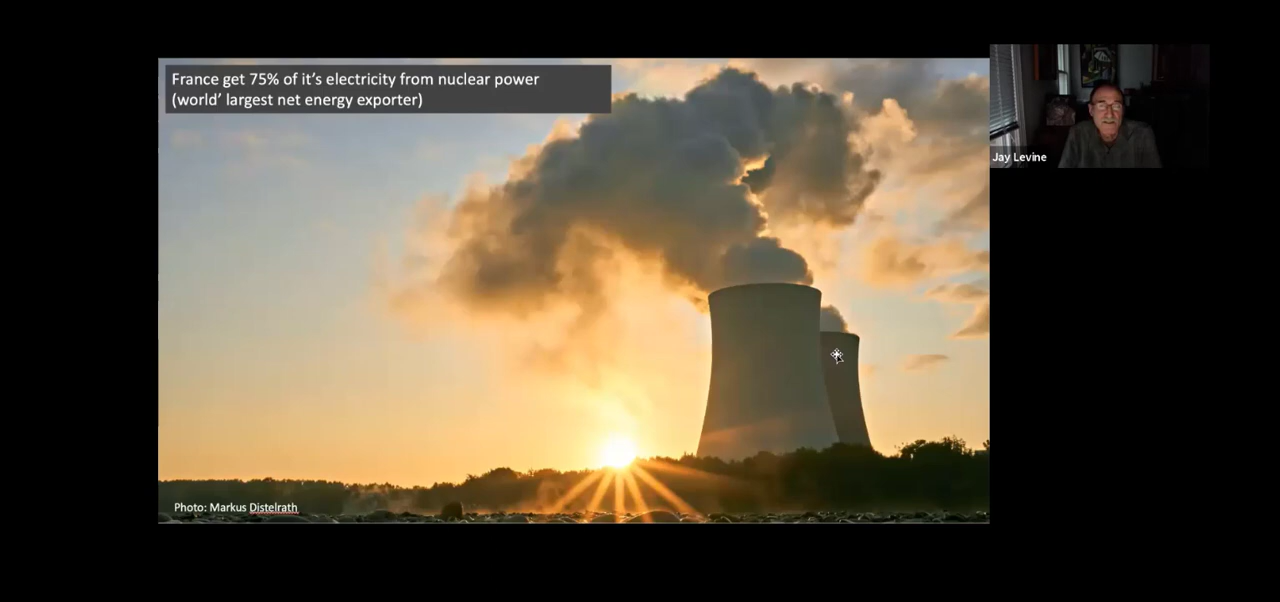 France get 75% of it's electricity from nuclear power
(world' largest net energy exporter)
Jay Levine
Photo: Markus Distelrath